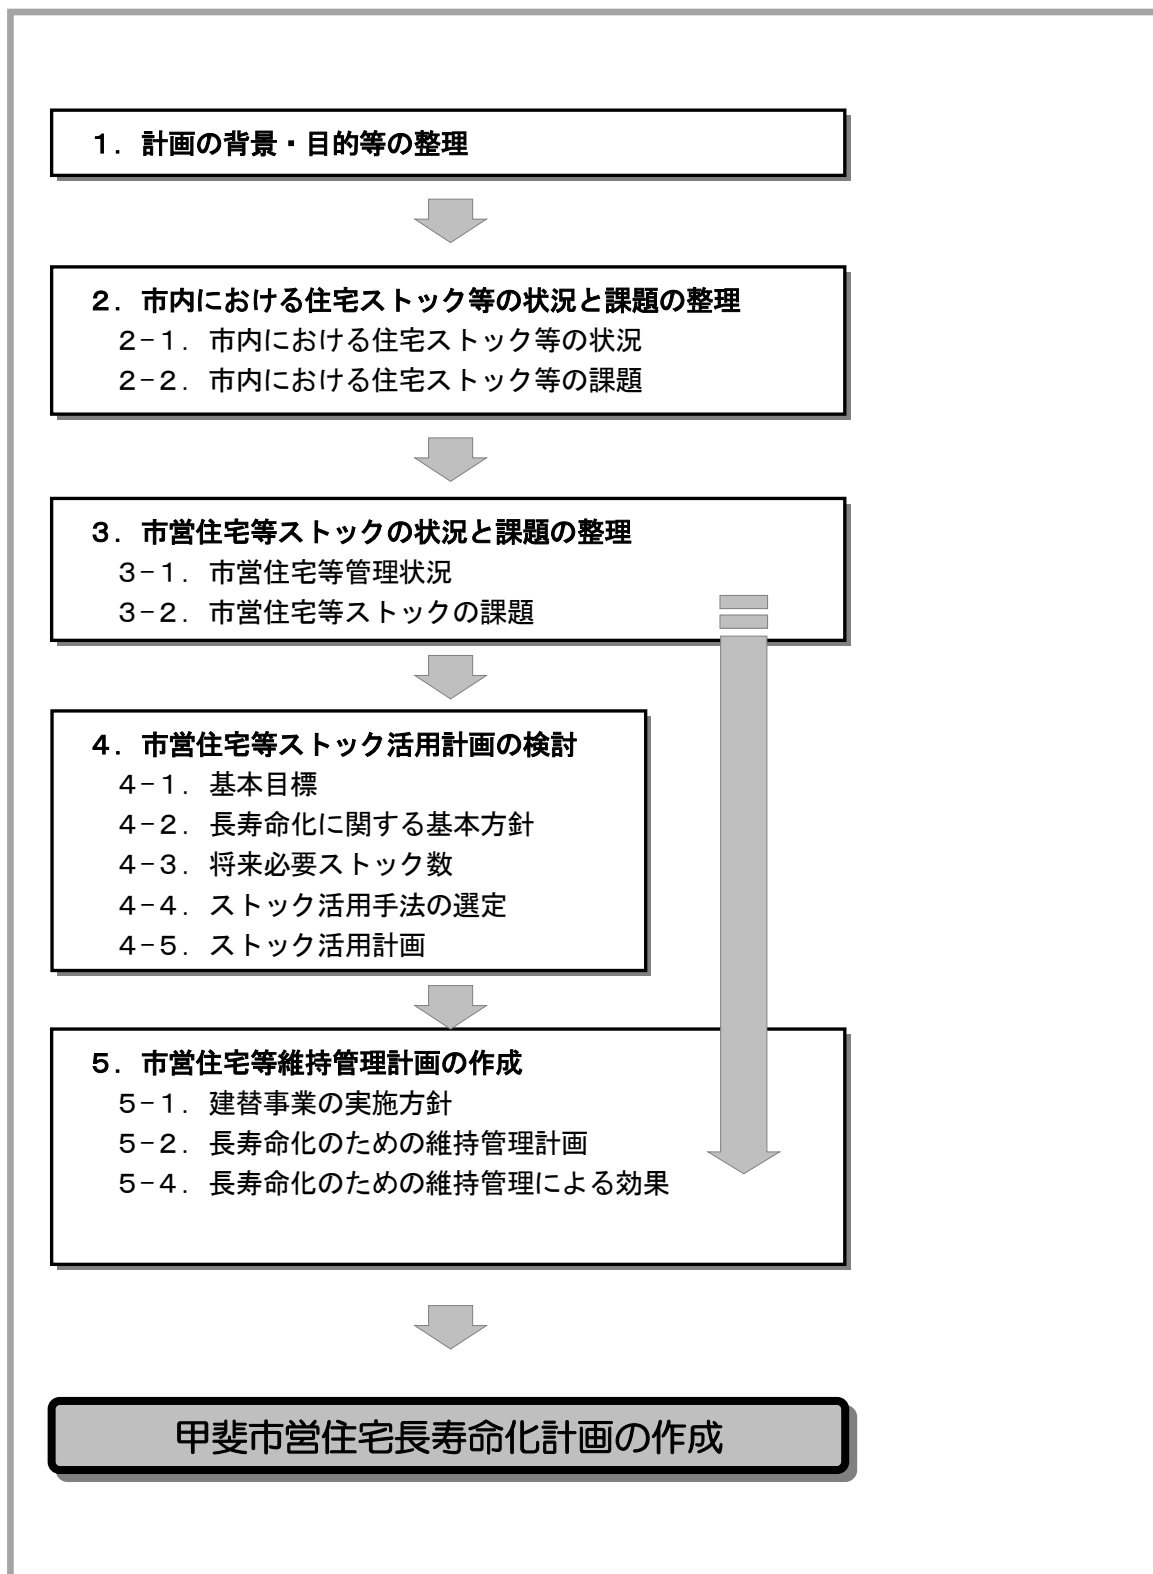 １．計画の背景・目的等の整理
２．市内における住宅ストック等の状況と課題の整理
２−１．市内における住宅ストック等の状況
２−２．市内における住宅ストック等の課題
３．市営住宅等ストックの状況と課題の整理
３−１．市営住宅等管理状況
３−２．市営住宅等ストックの課題
４．市営住宅等ストック活用計画の検討
４−１．基本目標
４−２．長寿命化に関する基本方針
４−３．将来必要ストック数
４−４．ストック活用手法の選定
４−５．ストック活用計画
５．市営住宅等維持管理計画の作成
５−１．建替事業の実施方針
５−２．長寿命化のための維持管理計画
５−４．長寿命化のための維持管理による効果
甲斐市営住宅長寿命化計画の作成